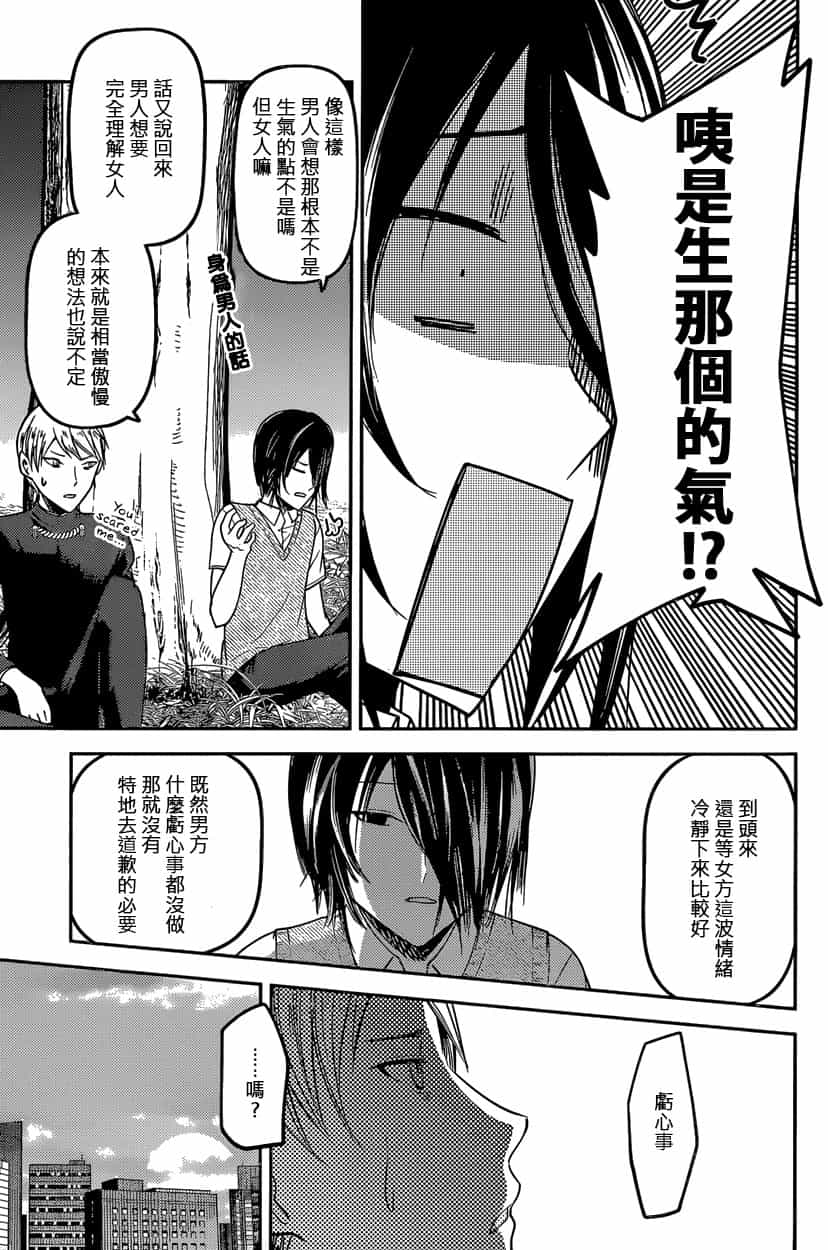 咦是生那個的氣!?
像這樣
男人會想那根本不是
生氣的點不是嗎
但女人嘛
身為男人的話
話又說回來
男人想要
完全理解女人
本來就是相當傲慢
的想法也說不定
You
scared
me...
到頭來
還是等女方這波情緒
冷靜下來比較好
既然男方
什麼虧心事都沒做
那就沒有
特地去道歉的必要
虧心事
……嗎?